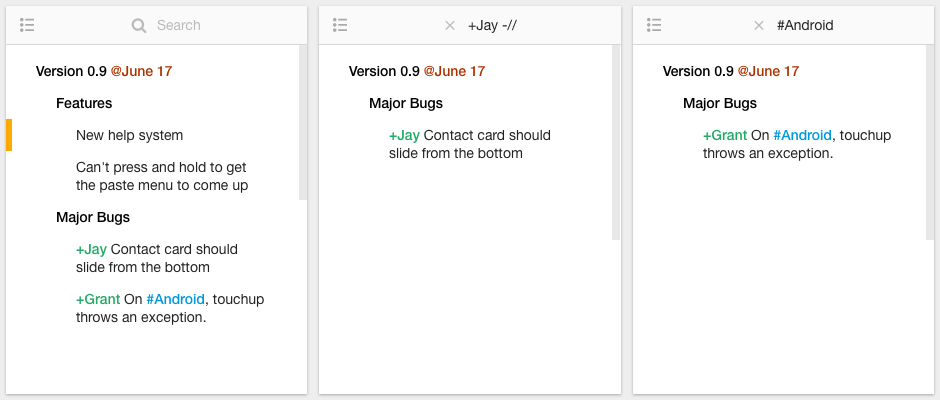 Search
Version 0.9 @June 17
Features
New help system
Can't press and hold to get
the paste menu to come up
Major Bugs
+Jay Contact card should
slide from the bottom
+Grant On #Android, touchup
throws an exception.
+Jay -//
Version 0.9 @June 17
Major Bugs
+Jay Contact card should
slide from the bottom
#Android
Version 0.9 @June 17
Major Bugs
+Grant On #Android, touchup
throws an exception.